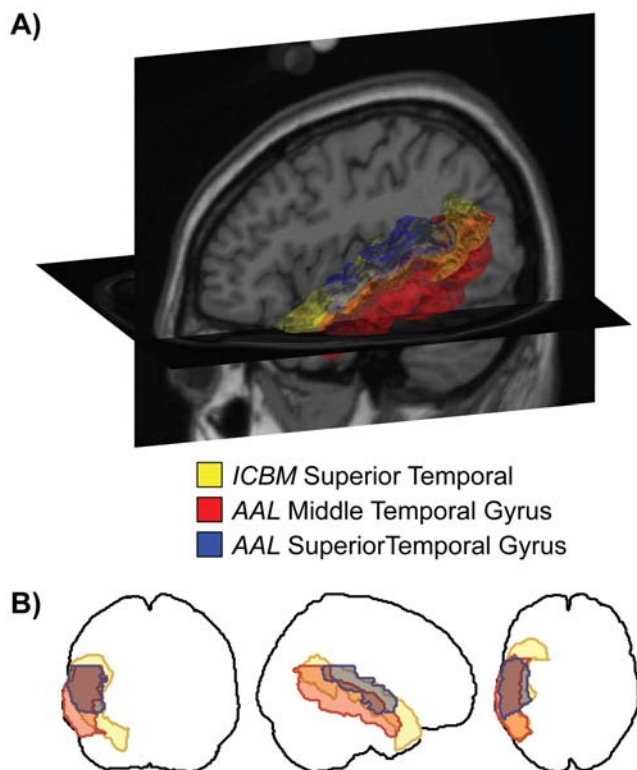 A)
ICBM Superior Temporal
AAL Middle Temporal Gyrus
AAL SuperiorTemporal Gyrus
B)